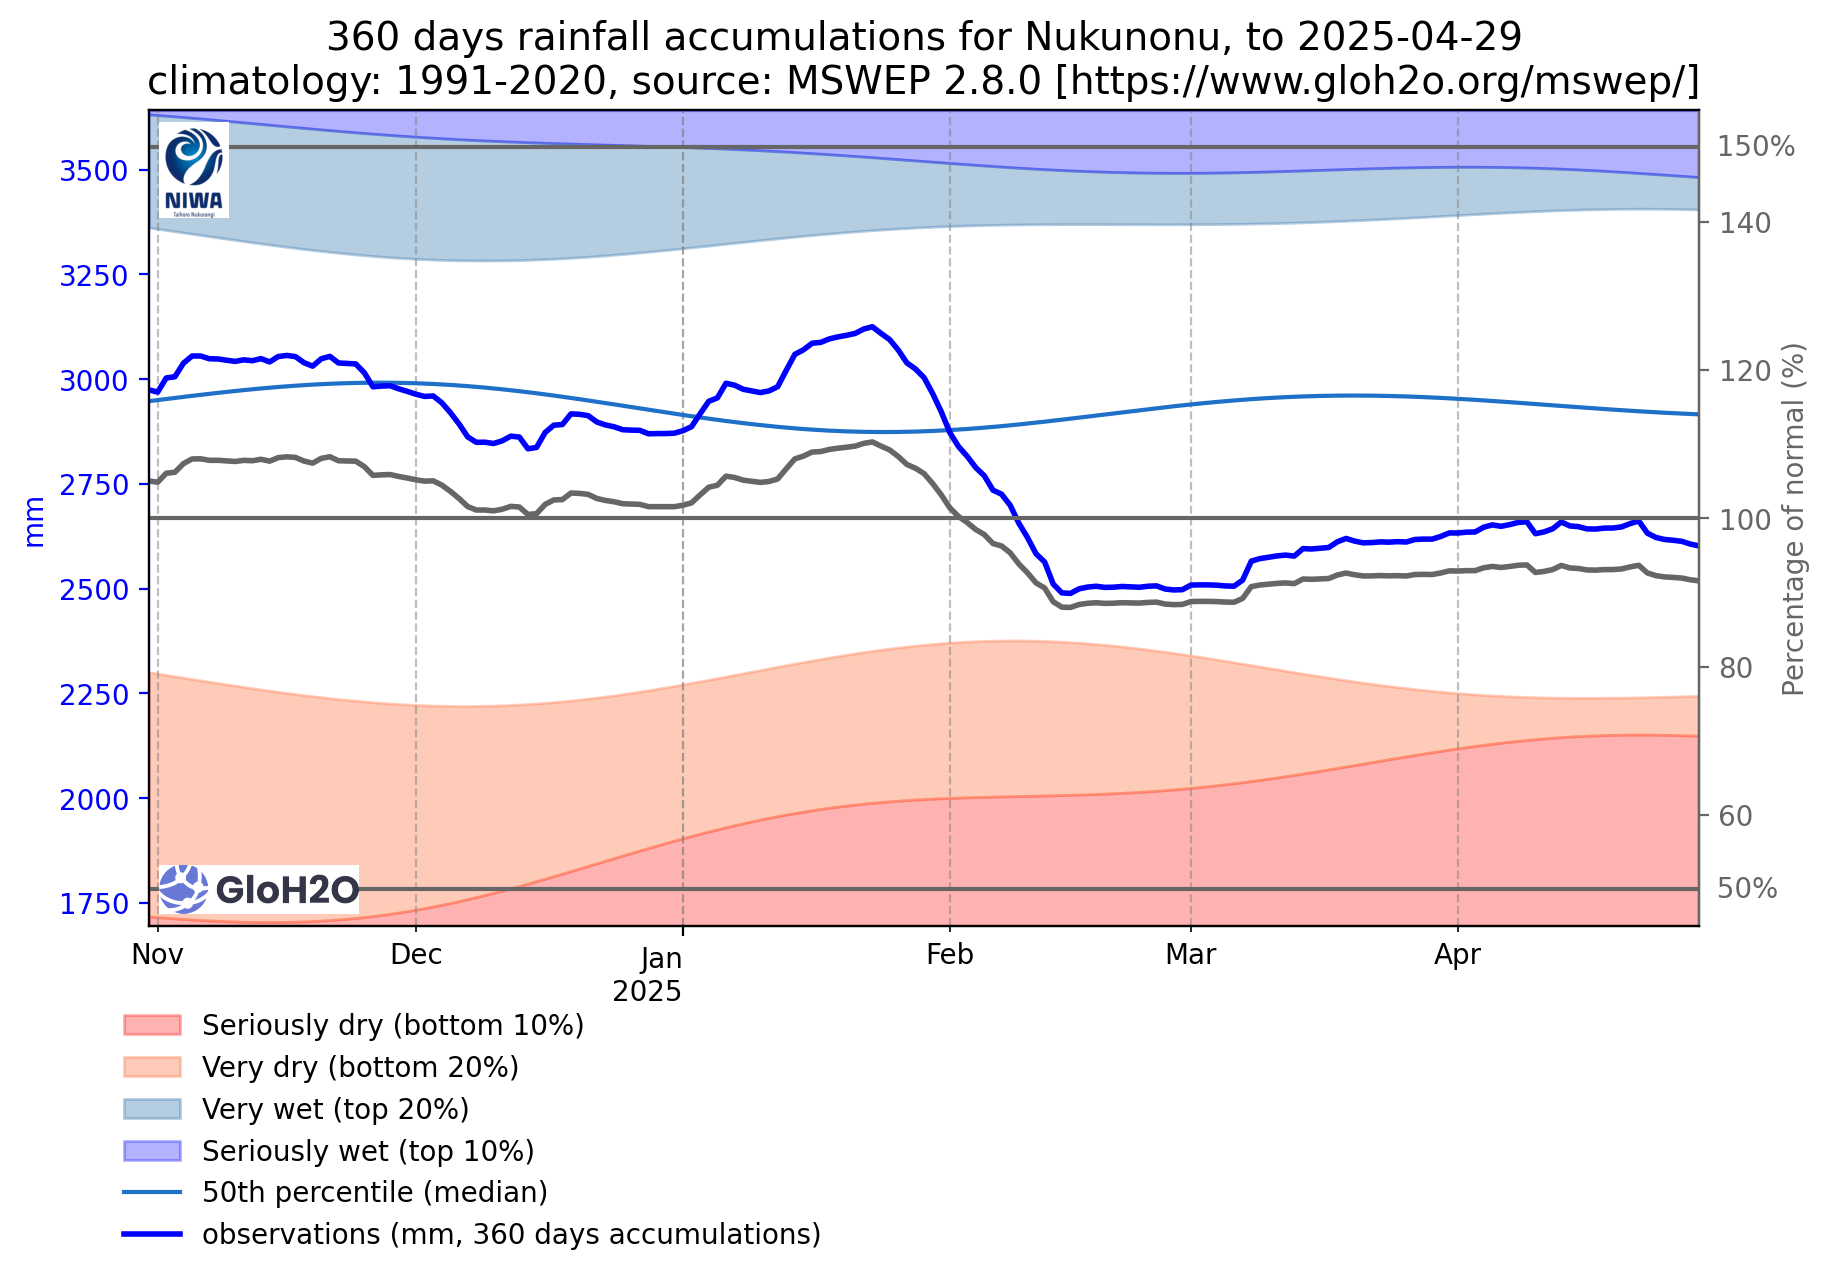 360 days rainfall accumulations for Nukunonu, to 2025-04-29
climatology: 1991-2020, source: MSWEP 2.8.0 [https://www.gloh2o.org/mswep/]
NIWA
Taihoro Nukurangi
3500
3250
3000
2750
2500
2250
2000
1750
mm
150%
140
120
100
80
60
50%
Percentage of normal (%)
GloH2O
Nov
Dec
Jan
2025
Feb
Mar
Apr
Seriously dry (bottom 10%)
Very dry (bottom 20%)
Very wet (top 20%)
Seriously wet (top 10%)
50th percentile (median)
observations (mm, 360 days accumulations)